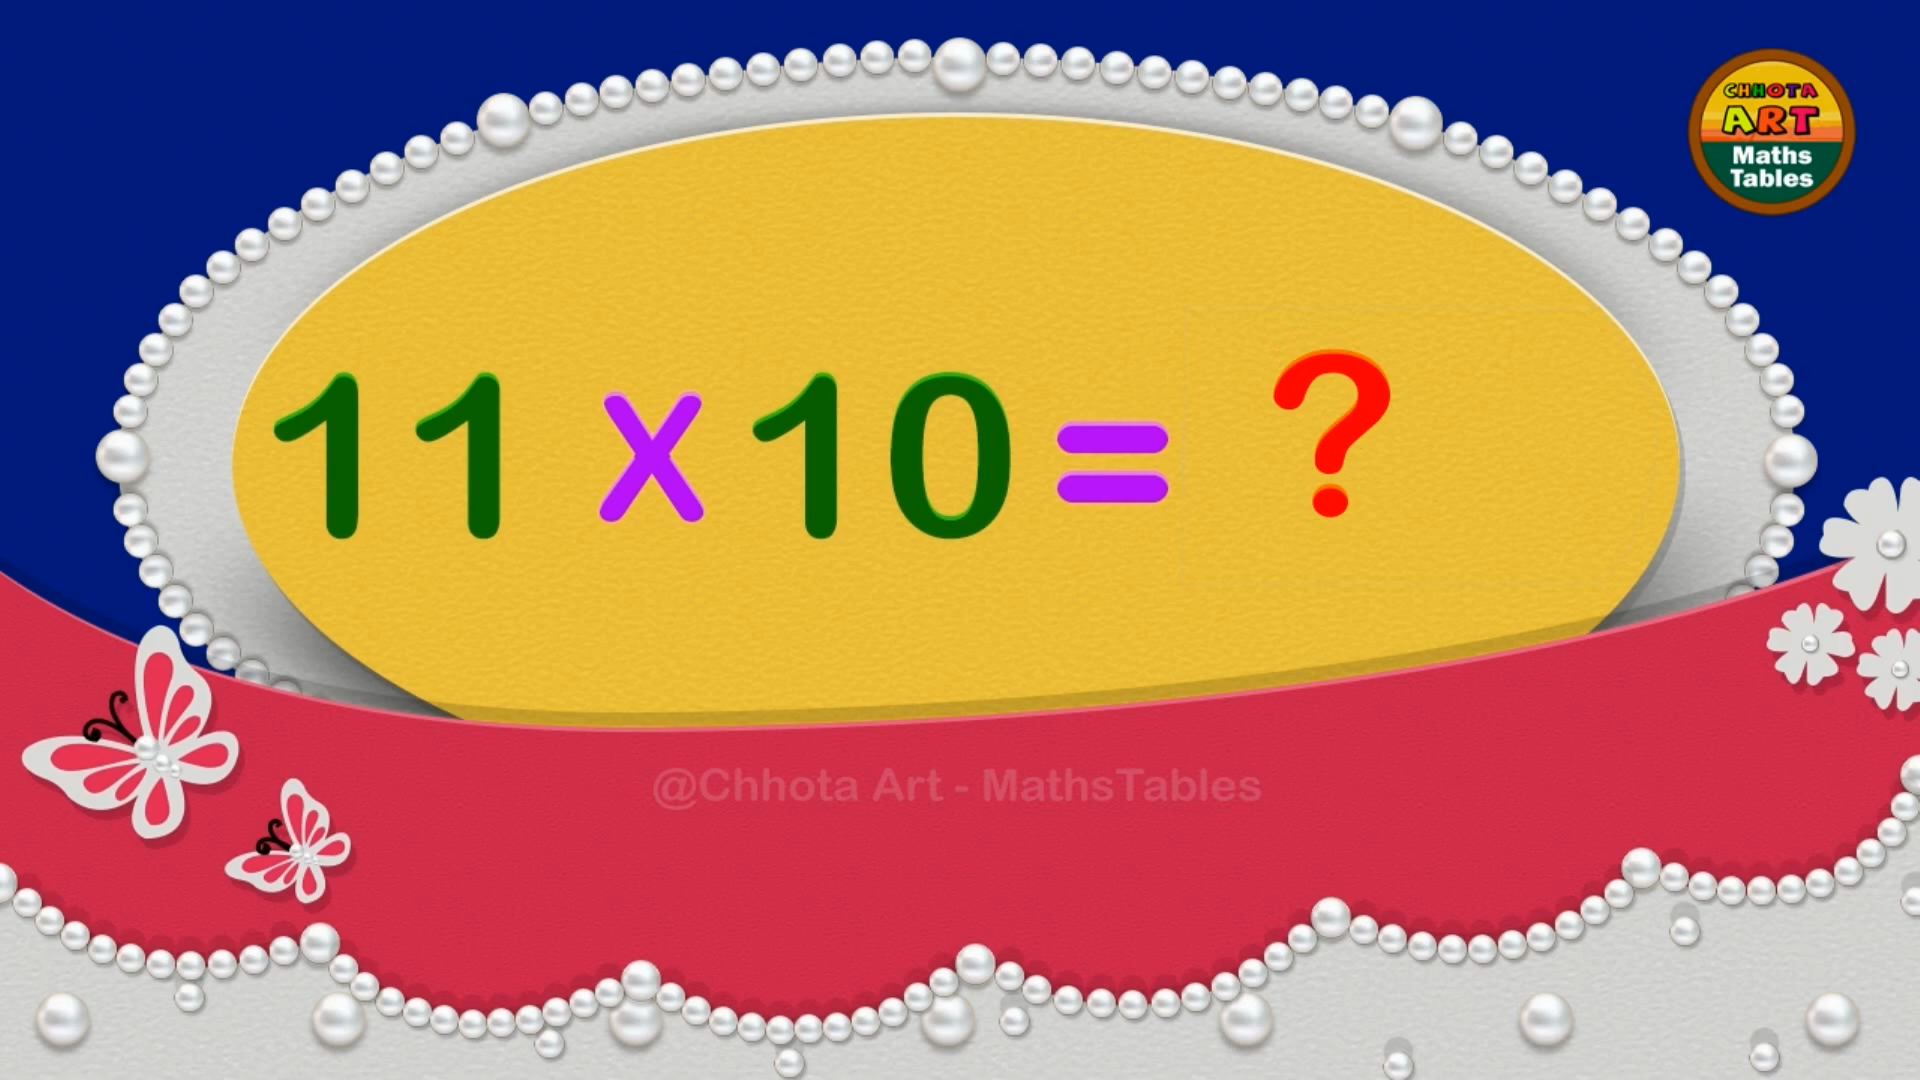 CHHOTA
ART
Maths
Tables
11 x 10 = ?
@Chhota Art - MathsTables